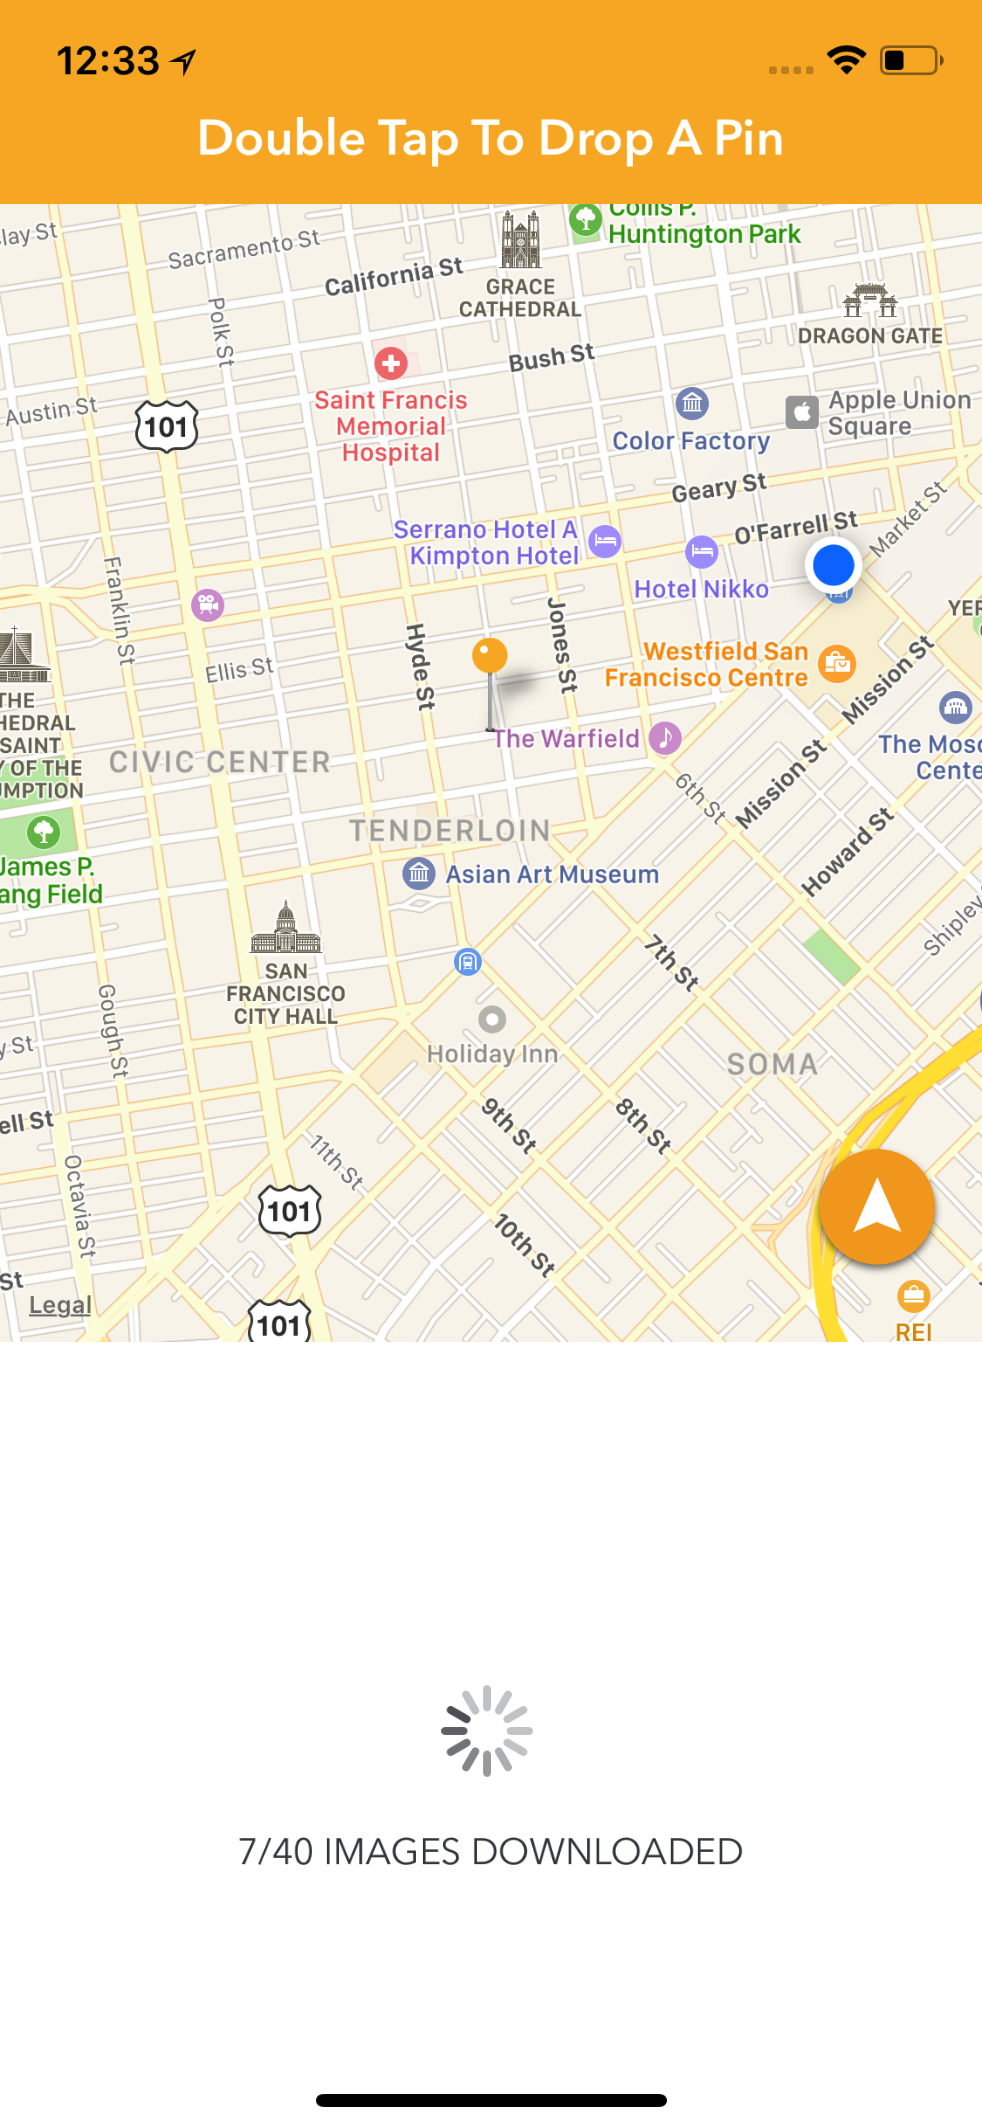 12:33
Double Tap To Drop A Pin
lay St
Sacramento St
California St
Polk St
GRACE
CATHEDRAL
Collis P.
Huntington Park
DRAGON GATE
Bush St
Saint Francis
Memorial
Hospital
Austin St
101
Color Factory
Apple Union
Square
Geary St
O'Farrell St
Market St
Serrano Hotel A
Kimpton Hotel
Hotel Nikko
Franklin St
Ellis St
Hyde St
Jones St
Westfield San
Francisco Centre
Mission St
YER
THE
HEDRAL
SAINT
Y OF THE
UMPTION
CIVIC CENTER
The Warfield
6th St
Mission St
The Mosc
Cente
TENDERLOIN
Howard St
James P.
ang Field
Asian Art Museum
Shipley
SAN
FRANCISCO
CITY HALL
7th St
Gough St
y St
Holiday Inn
SOMA
ell St
9th St
8th St
11th St
Octavia St
101
10th St
St
Legal
101
REI
7/40 IMAGES DOWNLOADED